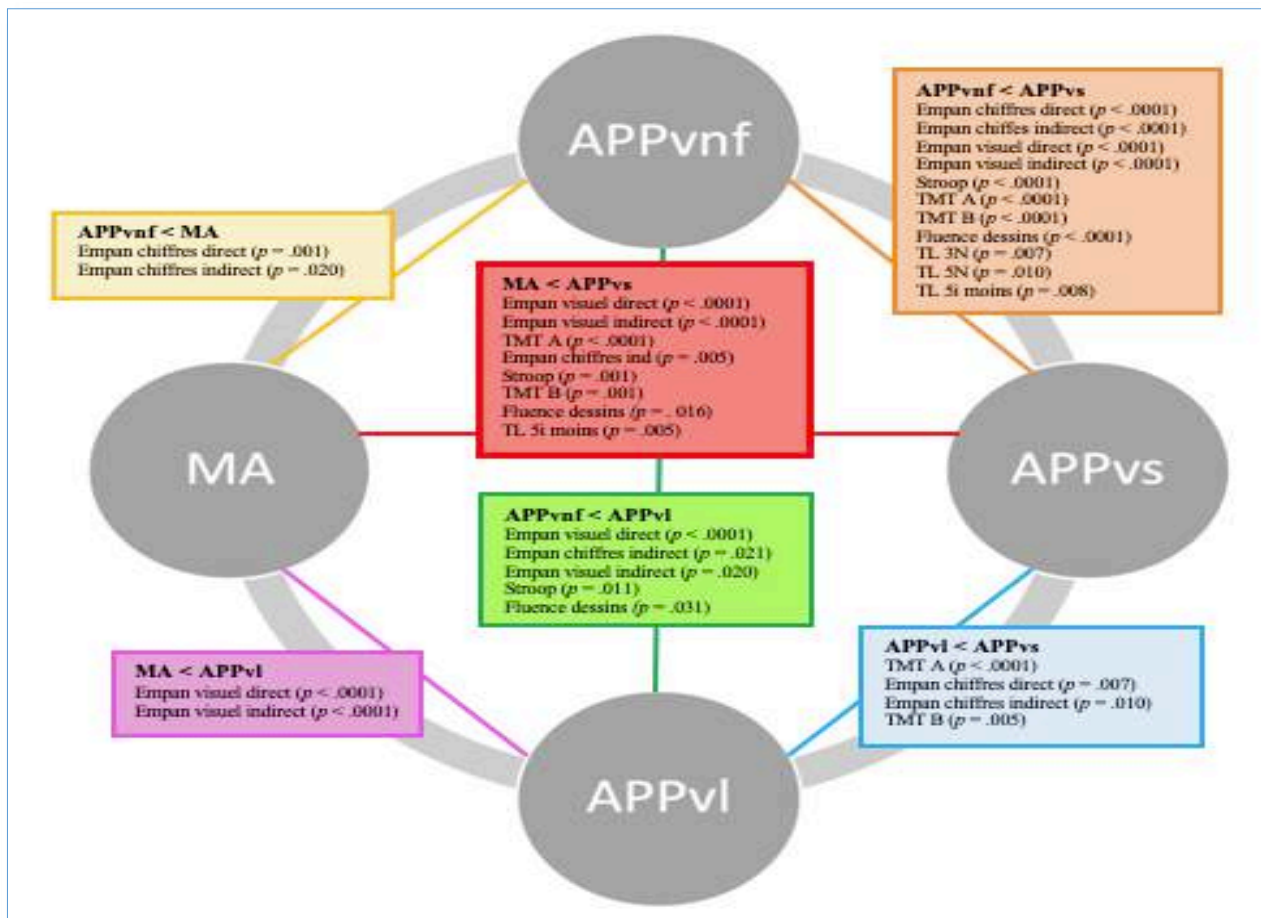 APPvnf
APPvnf < APPvs
Empan chiffres direct (p < .0001)
Empan chiffes indirect (p < .0001)
Empan visuel direct (p < .0001)
Empan visuel indirect (p < .0001)
Stroop (p < .0001)
TMT A (p < .0001)
TMT B (p < .0001)
Fluence dessins (p < .0001)
TL 3N (p = .007)
TL 5N (p = .010)
TL 5i moins (p = .008)
APPvnf < MA
Empan chiffres direct (p = .001)
Empan chiffres indirect (p = .020)
MA < APPvs
Empan visuel direct (p < .0001)
Empan visuel indirect (p < .0001)
TMT A (p < .0001)
Empan chiffres ind (p = .005)
Stroop (p = .001)
TMT B (p = .001)
Fluence dessins (p = . 016)
TL 5i moins (p = .005)
MA
APPvs
APPvnf < APPvl
Empan visuel direct (p < .0001)
Empan chiffres indirect (p = .021)
Empan visuel indirect (p = .020)
Stroop (p = .011)
Fluence dessins (p = .031)
MA < APPvl
Empan visuel direct (p < .0001)
Empan visuel indirect (p < .0001)
APPvl < APPvs
TMT A (p < .0001)
Empan chiffres direct (p = .007)
Empan chiffres indirect (p = .010)
TMT B (p = .005)
APPvl